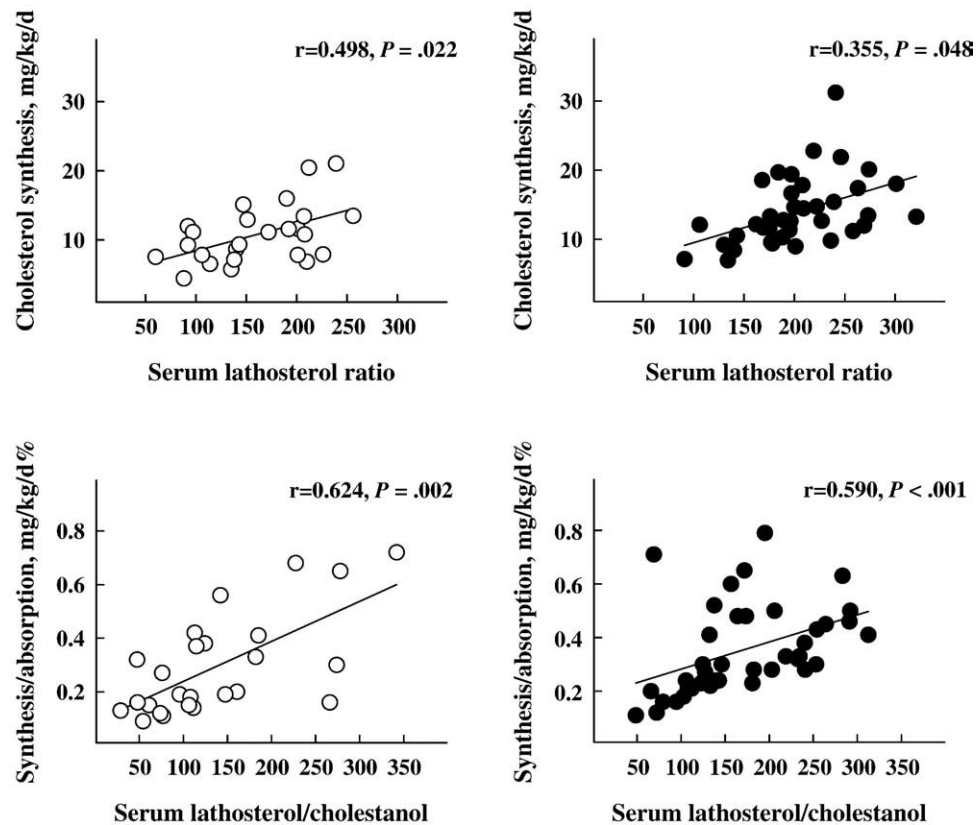 r=0.498, P = .022
Cholesterol synthesis, mg/kg/d
30
20
10
50 100 150 200 250 300
Serum lathosterol ratio
r=0.355, P = .048
Cholesterol synthesis, mg/kg/d
30
20
10
50 100 150 200 250 300
Serum lathosterol ratio
r=0.624, P = .002
Synthesis/absorption, mg/kg/d%
0.8
0.6
0.4
0.2
50 100 150 200 250 300 350
Serum lathosterol/cholestanol
r=0.590, P < .001
Synthesis/absorption, mg/kg/d%
0.8
0.6
0.4
0.2
50 100 150 200 250 300 350
Serum lathosterol/cholestanol